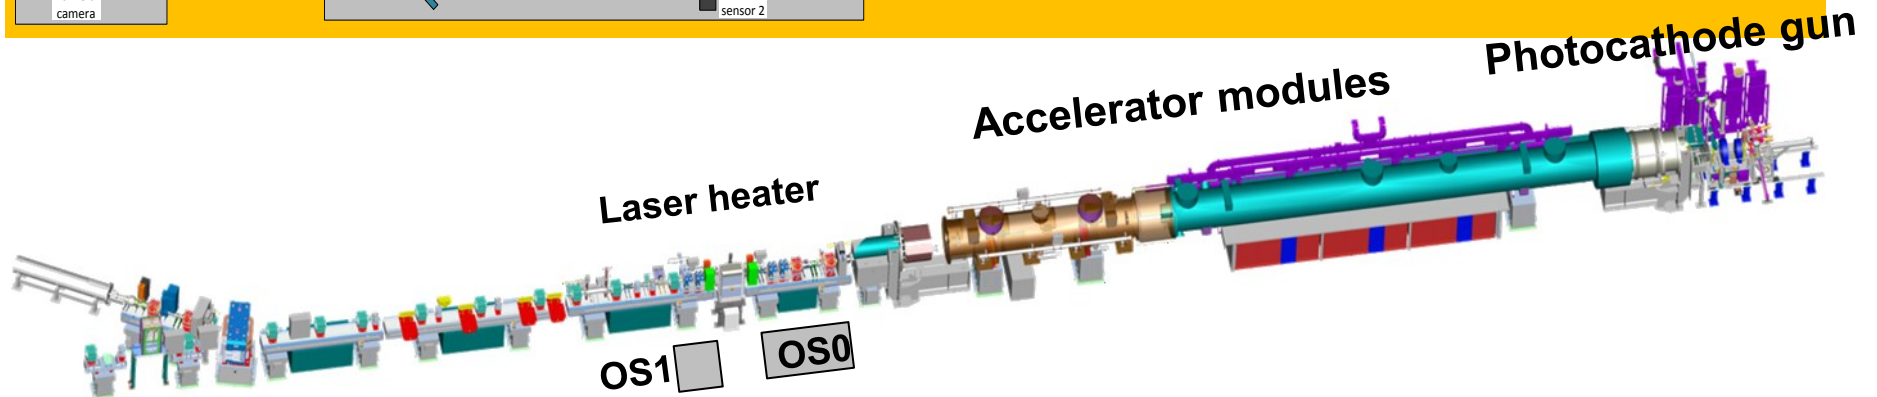 camera
sensor 2
Photocathode gun
Accelerator modules
Laser heater
OS1
OS0